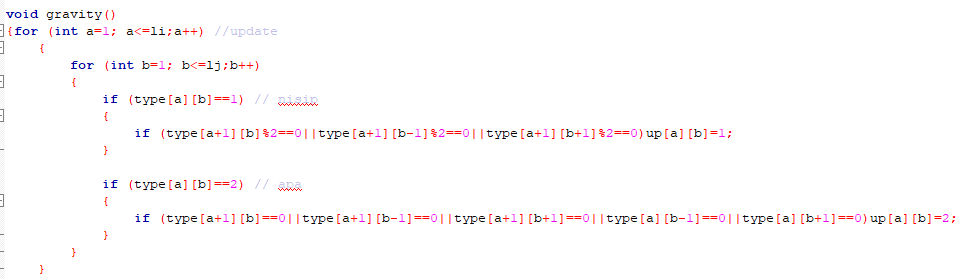 void gravity()
{for (int a=1; a<=li;a++) //update
{
for (int b=1; b<=lj;b++)
{
if (type[a][b]==1) // nisip
{
if (type[a+1][b]%2==0||type[a+1][b-1]%2==0||type[a+1][b+1]%2==0)up[a][b]=1;
}
if (type[a][b]==2) // apa
{
if (type[a+1][b]==0||type[a+1][b-1]==0||type[a+1][b+1]==0||type[a][b-1]==0||type[a][b+1]==0)up[a][b]=2;
}
}
}